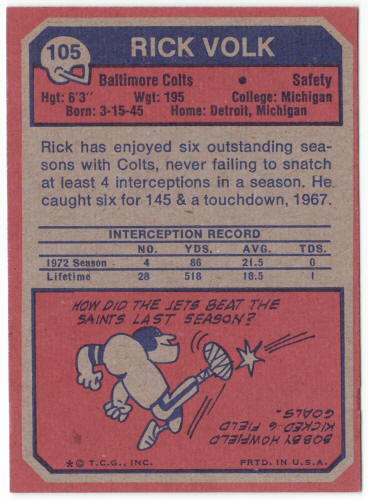 105
RICK VOLK
Baltimore Colts • Safety
Hgt: 6'3" Wgt: 195 College: Michigan
Born: 3-15-45 Home: Detroit, Michigan
Rick has enjoyed six outstanding sea-
sons with Colts, never failing to snatch
at least 4 interceptions in a season. He
caught six for 145 & a touchdown, 1967.
INTERCEPTION RECORD
NO. YDS. AVG. TDS.
1972 Season 4 86 21.5 0
Lifetime 28 518 18.5 1
HOW DID THE JETS BEAT THE
SAINTS LAST SEASON?
BOBBY HOWFIELD
KICKED 6 FIELD
GOALS.
* © T.C.G., INC. PRTD. IN U.S.A.